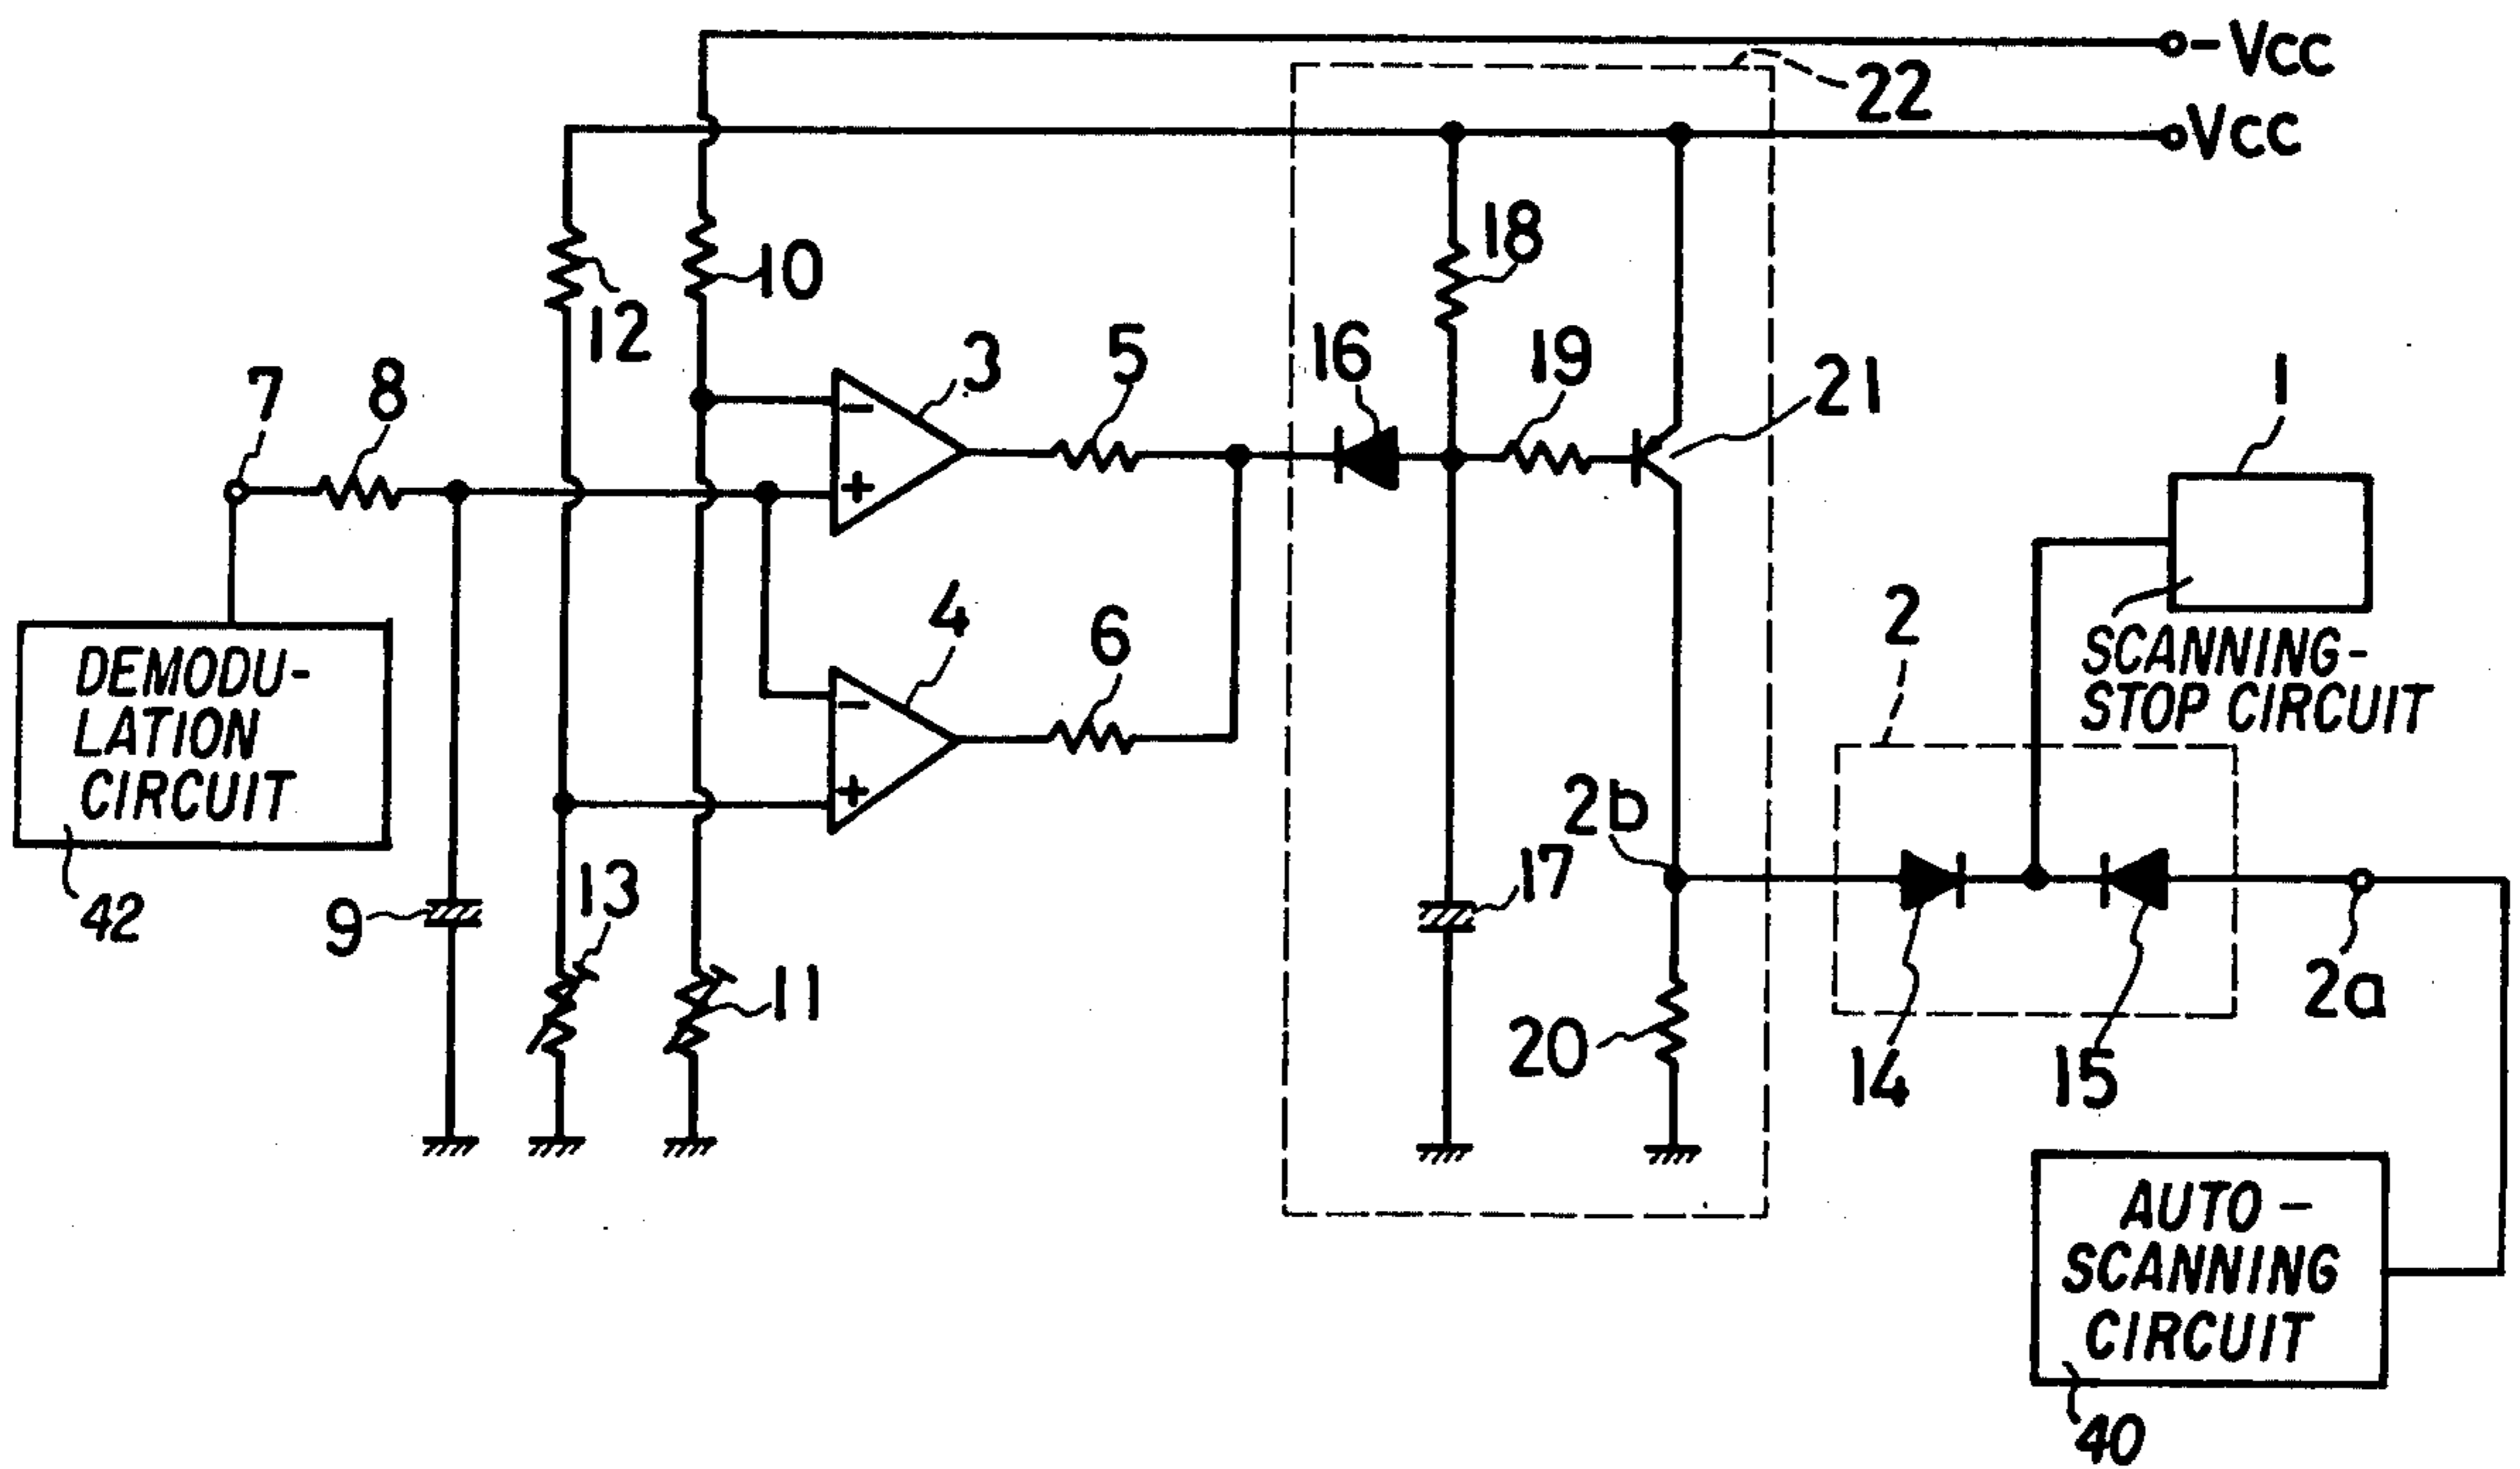 -VCC
22
VCC
18
12
10
16
19
3
5
21
1
7
8
-
+
4
6
2
SCANNING-
STOP CIRCUIT
DEMODU-
LATION
CIRCUIT
-
+
2b
13
17
9
42
11
2a
20
14
15
AUTO-
SCANNING
CIRCUIT
40